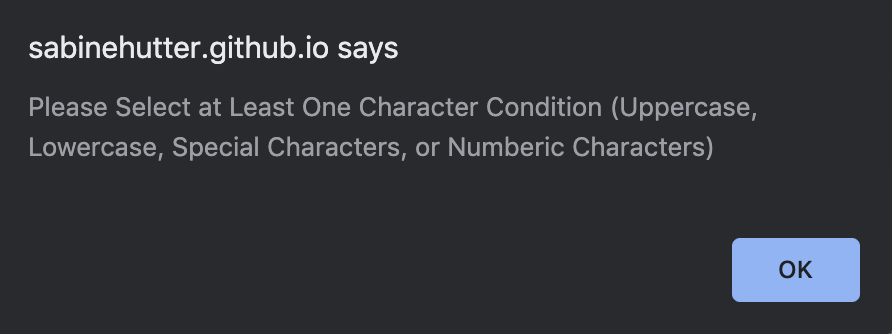 sabinehutter.github.io says
Please Select at Least One Character Condition (Uppercase,
Lowercase, Special Characters, or Numberic Characters)
OK